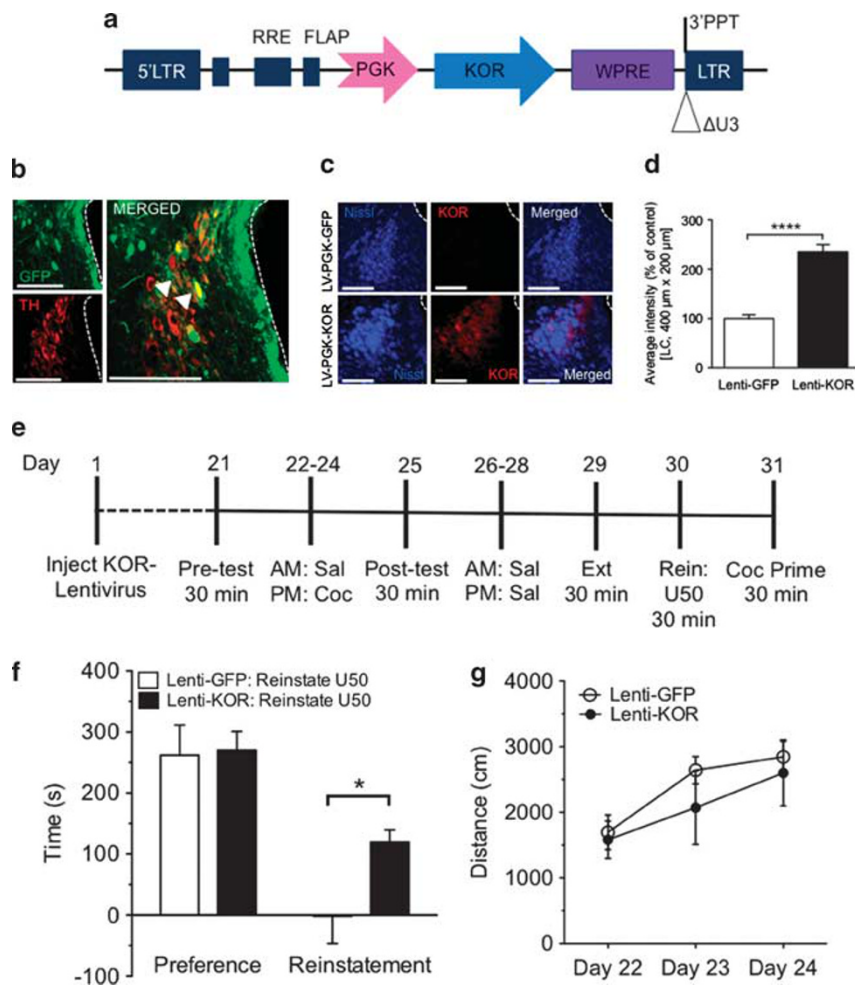 a
3'PPT
RRE FLAP
5'LTR PGK KOR WPRE LTR
ΔU3
b
GFP
MERGED
TH
c
LV-PGK-GFP
Nissl KOR Merged
LV-PGK-KOR
Nissl KOR Merged
d
Average intensity (% of control)
[LC, 400 µm x 200 µm]
300
200
100
0
****
Lenti-GFP Lenti-KOR
e
Day 1 21 22-24 25 26-28 29 30 31
Inject KOR- Pre-test AM: Sal Post-test AM: Sal Ext Rein: Coc Prime
Lentivirus 30 min PM: Coc 30 min PM: Sal 30 min U50 30 min
30 min
f
Time (s)
400
300
200
100
0
-100
Lenti-GFP: Reinstate U50
Lenti-KOR: Reinstate U50
*
Preference Reinstatement
g
Distance (cm)
4000
3000
2000
1000
0
Lenti-GFP
Lenti-KOR
Day 22 Day 23 Day 24